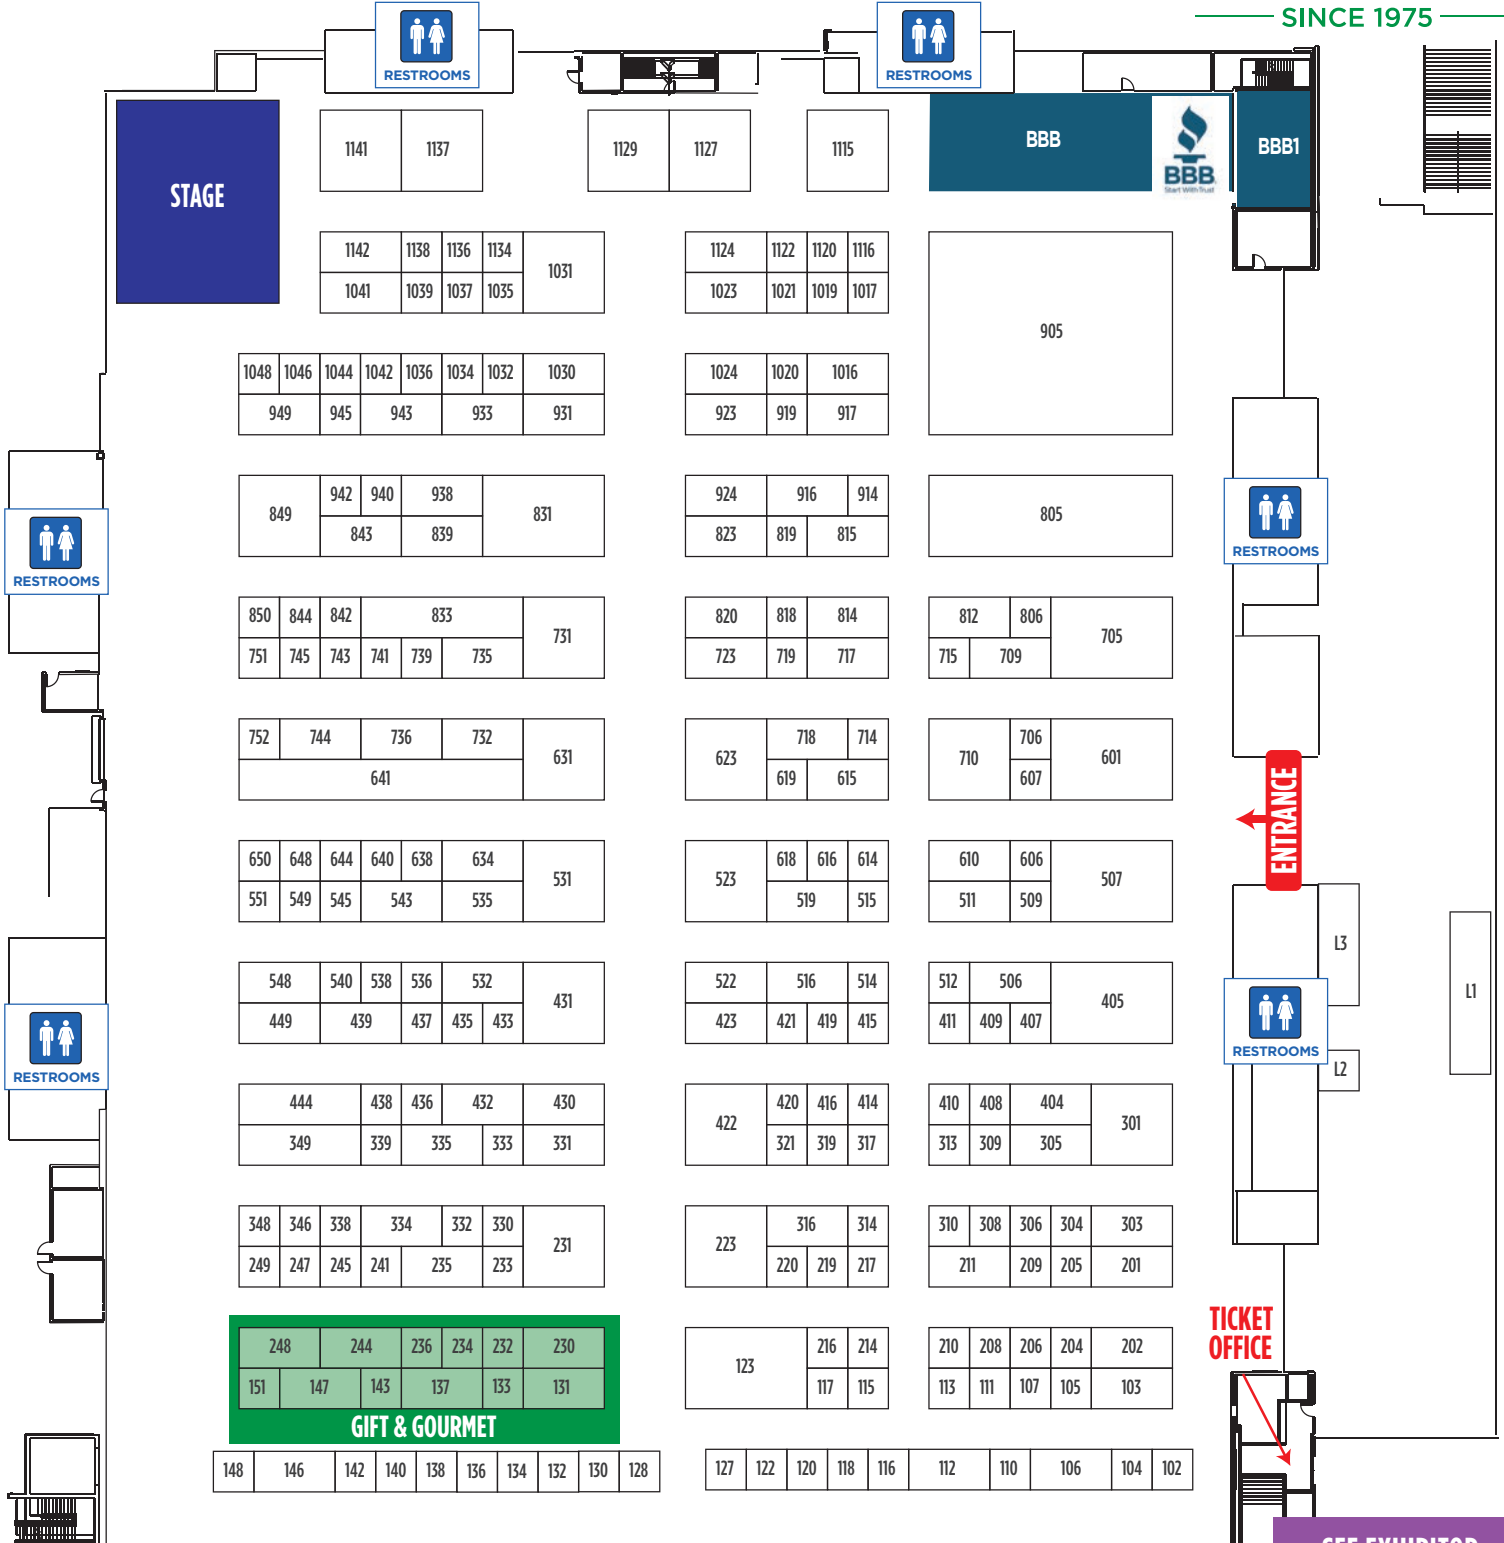 SINCE 1975
RESTROOMS
RESTROOMS
STAGE
1141 1137 1129 1127 1115
BBB
BBB
Start With Trust
BBB1
1142 1138 1136 1134 1031 1124 1122 1120 1116
1041 1039 1037 1035 1023 1021 1019 1017
905
1048 1046 1044 1042 1036 1034 1032 1030 1024 1020 1016
949 945 943 933 931 923 919 917
849 942 940 938 831 924 916 914 805
843 839 823 819 815
RESTROOMS
RESTROOMS
850 844 842 833 731 820 818 814 812 806 705
751 745 743 741 739 735 723 719 717 715 709
752 744 736 732 631 623 718 714 710 706 601
641 619 615 607
ENTRANCE
650 648 644 640 638 634 531 523 618 616 614 610 606 507
551 549 545 543 535 519 515 511 509
L3
L1
L2
548 540 538 536 532 431 522 516 514 512 506 405
449 439 437 435 433 423 421 419 415 411 409 407
RESTROOMS
RESTROOMS
444 438 436 432 430 422 420 416 414 410 408 404 301
349 339 335 333 331 321 319 317 313 309 305
348 346 338 334 332 330 231 223 316 314 310 308 306 304 303
249 247 245 241 235 233 220 219 217 211 209 205 201
TICKET
OFFICE
248 244 236 234 232 230 123 216 214 210 208 206 204 202
151 147 143 137 133 131 117 115 113 111 107 105 103
GIFT & GOURMET
148 146 142 140 138 136 134 132 130 128 127 122 120 118 116 112 110 106 104 102
SEE EXHIBITOR